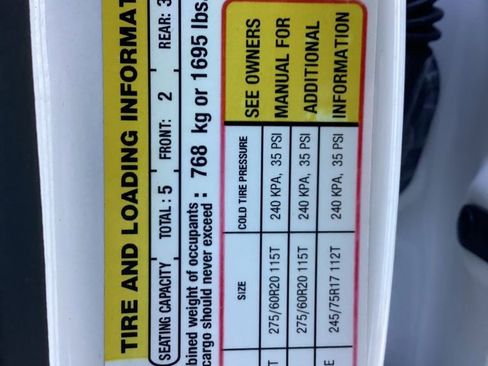 TIRE AND LOADING INFORMAT
SEATING CAPACITY TOTAL : 5 FRONT: 2 REAR: 3
bined weight of occupants
cargo should never exceed : 768 kg or 1695 lbs.
SIZE COLD TIRE PRESSURE
T 275/60R20 115T 240 KPA, 35 PSI
275/60R20 115T 240 KPA, 35 PSI
E 245/75R17 112T 240 KPA, 35 PSI
SEE OWNERS
MANUAL FOR
ADDITIONAL
INFORMATION